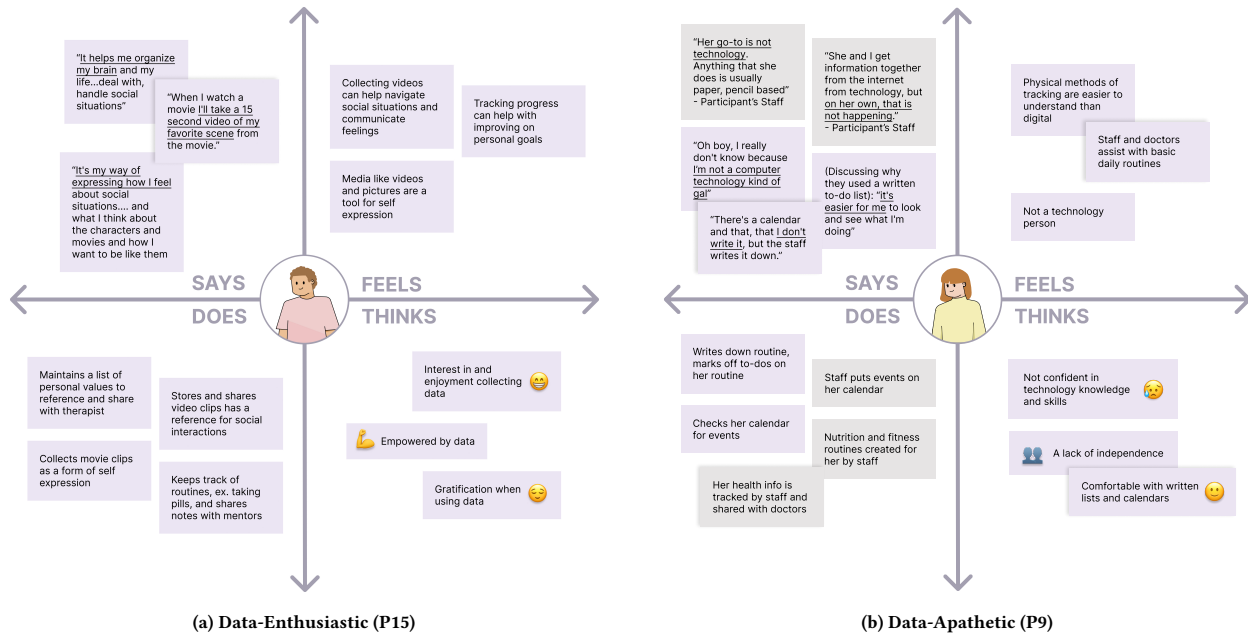 “It helps me organize
my brain and my
life...deal with,
handle social
situations”
“When I watch a
movie I'll take a 15
second video of my
favorite scene from
the movie.”
“It's my way of
expressing how I feel
about social
situations.... and
what I think about
the characters and
movies and how I
want to be like them
Collecting videos
can help navigate
social situations and
communicate
feelings
Tracking progress
can help with
improving on
personal goals
Media like videos
and pictures are a
tool for self
expression
SAYS
FEELS
DOES
THINKS
Maintains a list of
personal values to
reference and share
with therapist
Stores and shares
video clips has a
reference for social
interactions
Collects movie clips
as a form of self
expression
Keeps track of
routines, ex. taking
pills, and shares
notes with mentors
Interest in and
enjoyment collecting
data
Empowered by data
Gratification when
using data
(a) Data-Enthusiastic (P15)
“Her go-to is not
technology.
Anything that she
does is usually
paper, pencil based”
- Participant's Staff
“She and I get
information together
from the internet
from technology, but
on her own, that is
not happening.”
- Participant's Staff
“Oh boy, I really
don't know because
I'm not a computer
technology kind of
gal”
(Discussing why
they used a written
to-do list): “it's
easier for me to look
and see what I'm
doing”
“There's a calendar
and that, that I don't
write it, but the staff
writes it down.”
Physical methods of
tracking are easier to
understand than
digital
Staff and doctors
assist with basic
daily routines
Not a technology
person
SAYS
FEELS
DOES
THINKS
Writes down routine,
marks off to-dos on
her routine
Staff puts events on
her calendar
Checks her calendar
for events
Nutrition and fitness
routines created for
her by staff
Her health info is
tracked by staff and
shared with doctors
Not confident in
technology knowledge
and skills
A lack of independence
Comfortable with written
lists and calendars
(b) Data-Apathetic (P9)